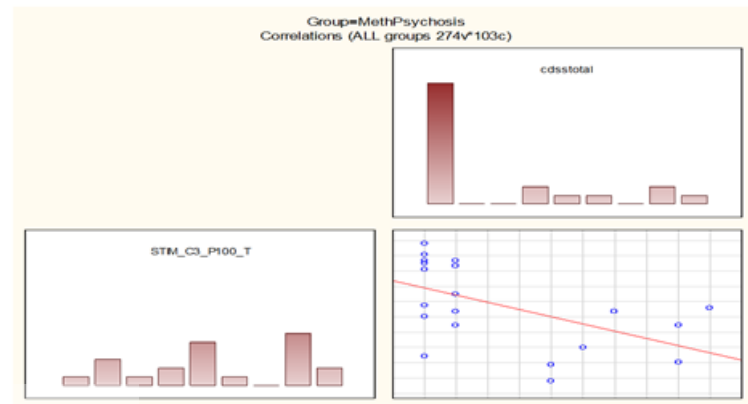 Group=MethPsychosis
Correlations (ALL groups 274v*103c)
cdsstotal
STIM_C3_P100_T